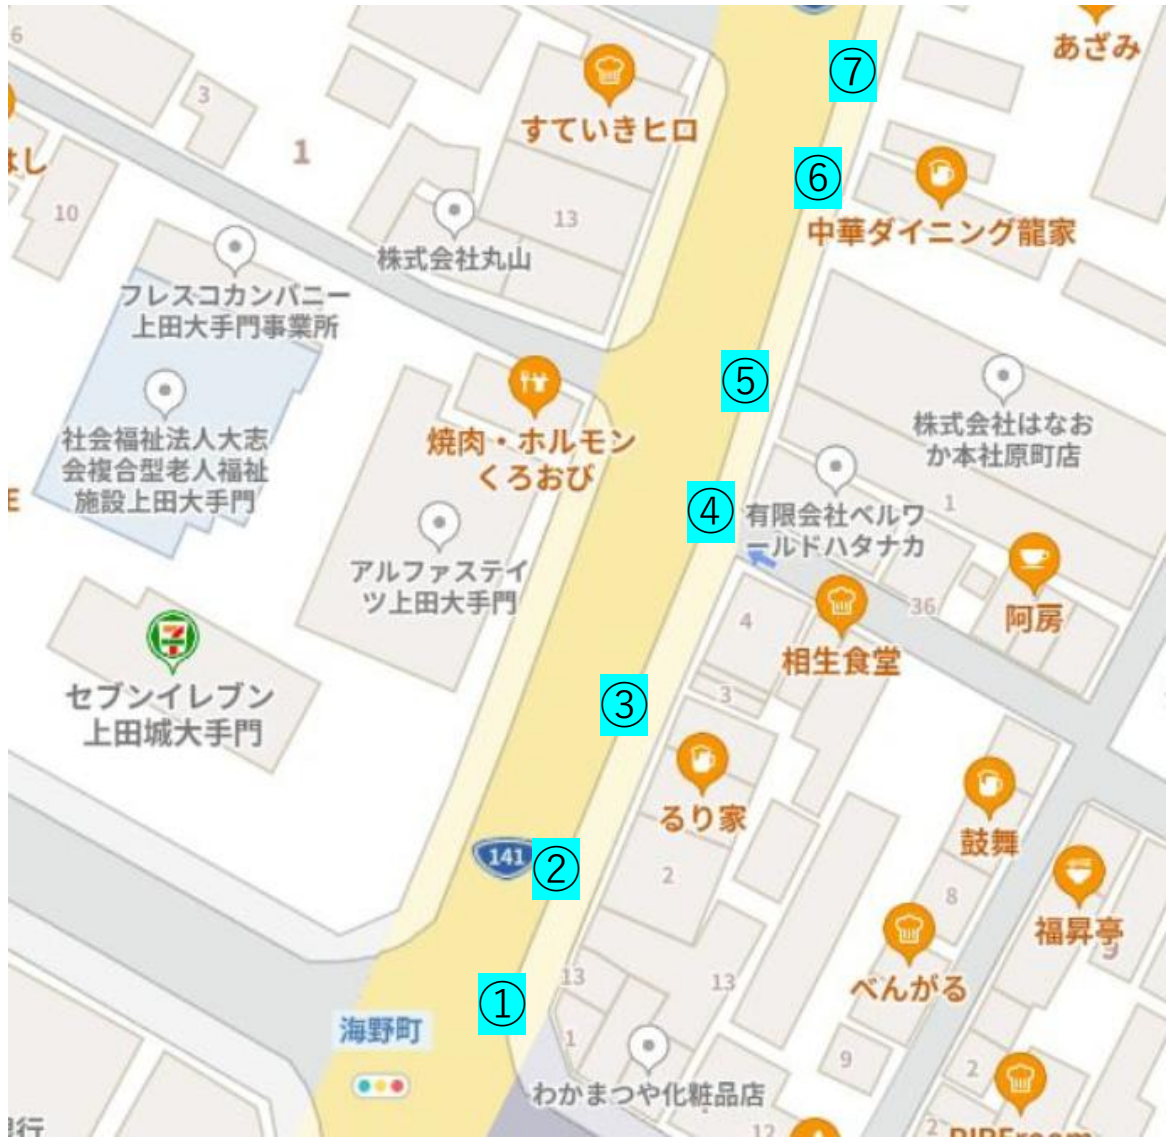 6
⑦
あざみ
3
すていきヒロ
1
⑥
10
13
中華ダイニング龍家
株式会社丸山
フレスコカンパニー
上田大手門事業所
⑤
株式会社はなお
か本社原町店
社会福祉法人大志
会複合型老人福祉
施設上田大手門
焼肉・ホルモン
くろおび
④
有限会社ベルワ
ールドハタナカ
1
アルファステイ
ツ上田大手門
36
阿房
4
相生食堂
セブンイレブン
上田城大手門
③
3
るり家
鼓舞
141
②
2
8
福昇亭
9
べんがる
13
13
①
海野町
1
わかまつや化粧品店
9
2
12
2